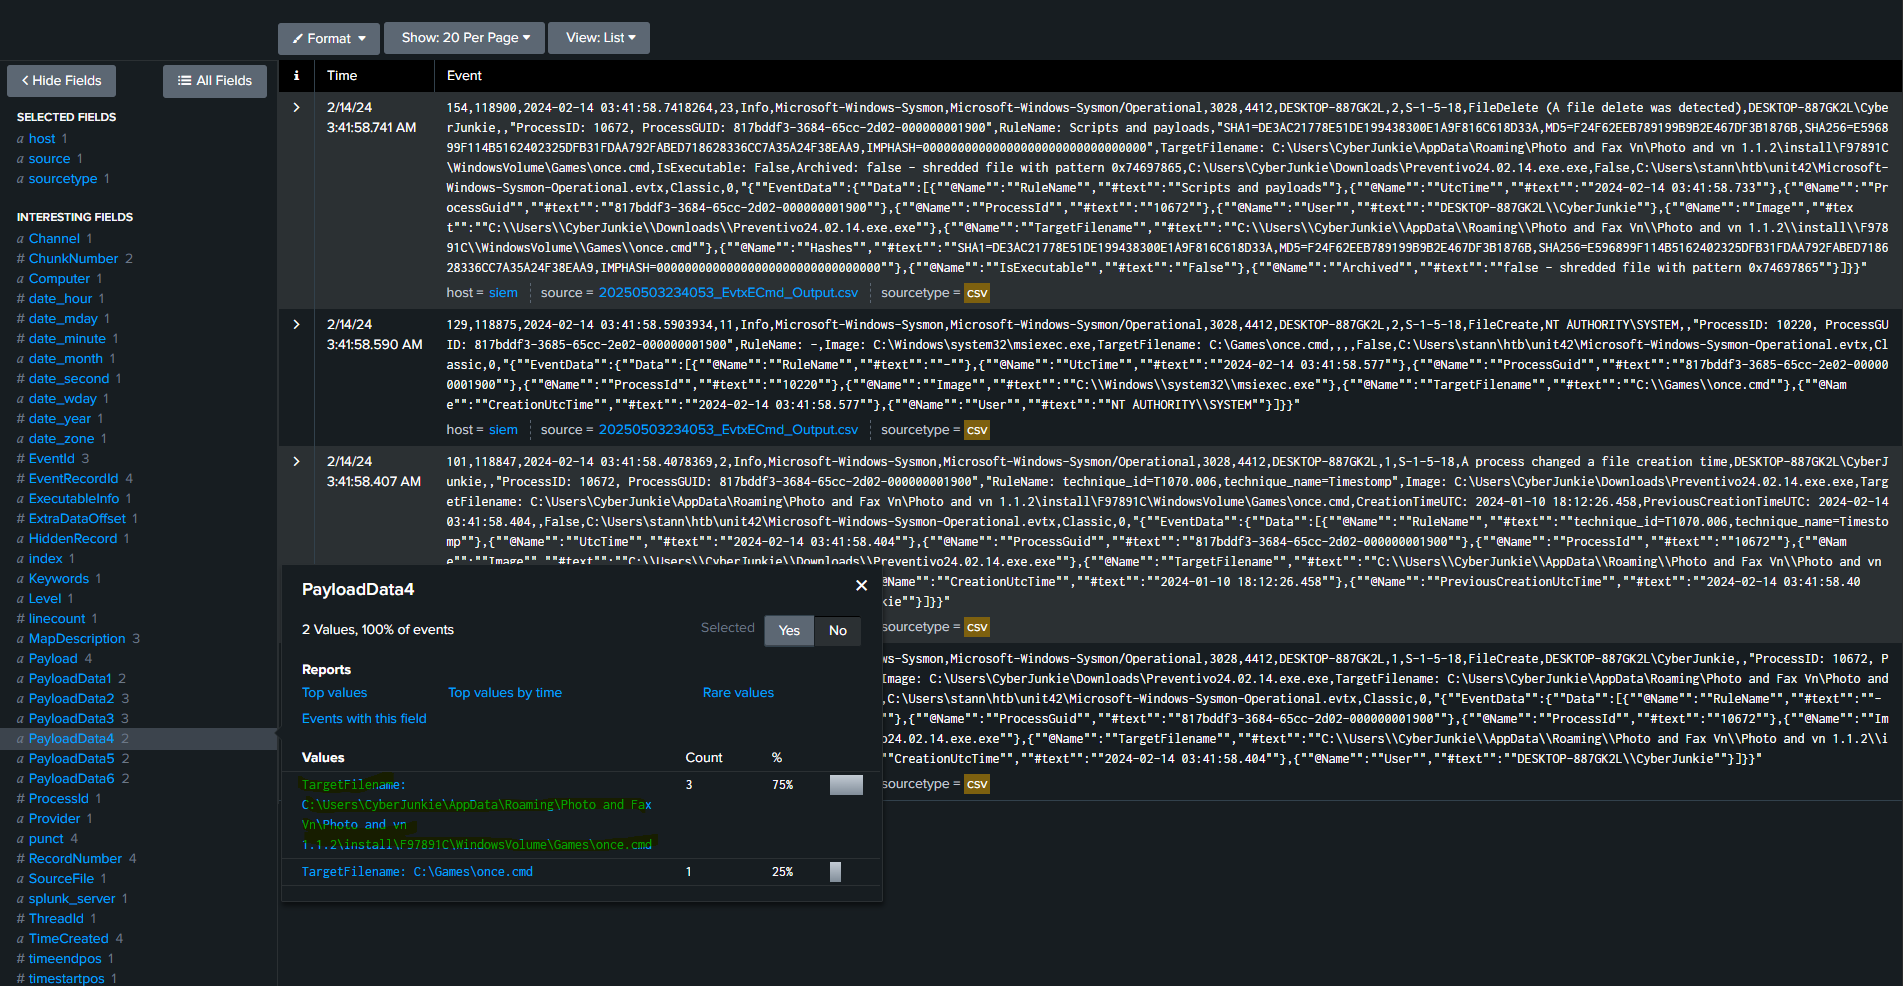 Format
Show: 20 Per Page
View: List
Hide Fields
All Fields
i
Time
Event
SELECTED FIELDS
a host 1
a source 1
a sourcetype 1
INTERESTING FIELDS
a Channel 1
# ChunkNumber 2
a Computer 1
# date_hour 1
# date_mday 1
# date_minute 1
a date_month 1
# date_second 1
a date_wday 1
# date_year 1
a date_zone 1
# EventId 3
# EventRecordId 4
a ExecutableInfo 1
# ExtraDataOffset 1
a HiddenRecord 1
a index 1
a Keywords 1
a Level 1
# linecount 1
a MapDescription 3
a Payload 4
a PayloadData1 2
a PayloadData2 3
a PayloadData3 3
a PayloadData4 2
a PayloadData5 2
a PayloadData6 2
# ProcessId 1
a Provider 1
a punct 4
# RecordNumber 4
a SourceFile 1
a splunk_server 1
# ThreadId 1
a TimeCreated 4
# timeendpos 1
# timestartpos 1
2/14/24
3:41:58.741 AM
154,118900,2024-02-14 03:41:58.7418264,23,Info,Microsoft-Windows-Sysmon,Microsoft-Windows-Sysmon/Operational,3028,4412,DESKTOP-887GK2L,2,S-1-5-18,FileDelete (A file delete was detected),DESKTOP-887GK2L\Cybe
rJunkie,,"ProcessID: 10672, ProcessGUID: 817bddf3-3684-65cc-2d02-000000001900",RuleName: Scripts and payloads,"SHA1=DE3AC21778E51DE199438300E1A9F816C618D33A,MD5=F24F62EEB789199B9B2E467DF3B1876B,SHA256=E5968
99F114B5162402325DFB31FDAA792FABED718628336CC7A35A24F38EAA9,IMPHASH=00000000000000000000000000000000",TargetFilename: C:\Users\CyberJunkie\AppData\Roaming\Photo and Fax Vn\Photo and vn 1.1.2\install\F97891C
\WindowsVolume\Games\once.cmd,IsExecutable: False,Archived: false - shredded file with pattern 0x74697865,C:\Users\CyberJunkie\Downloads\Preventivo24.02.14.exe.exe,False,C:\Users\stann\htb\unit42\Microsoft-
Windows-Sysmon-Operational.evtx,Classic,0,"{""EventData"":{""Data"":[{""@Name"":""RuleName"",""#text"":""Scripts and payloads""},{""@Name"":""UtcTime"",""#text"":""2024-02-14 03:41:58.733""},{""@Name"":""Pr
ocessGuid"",""#text"":""817bddf3-3684-65cc-2d02-000000001900""},{""@Name"":""ProcessId"",""#text"":""10672""},{""@Name"":""User"",""#text"":""DESKTOP-887GK2L\\CyberJunkie""},{""@Name"":""Image"",""#tex
t"":""C:\\Users\\CyberJunkie\\Downloads\\Preventivo24.02.14.exe.exe""},{""@Name"":""TargetFilename"",""#text"":""C:\\Users\\CyberJunkie\\AppData\\Roaming\\Photo and Fax Vn\\Photo and vn 1.1.2\\install\\F978
91C\\WindowsVolume\\Games\\once.cmd""},{""@Name"":""Hashes"",""#text"":""SHA1=DE3AC21778E51DE199438300E1A9F816C618D33A,MD5=F24F62EEB789199B9B2E467DF3B1876B,SHA256=E596899F114B5162402325DFB31FDAA792FABED7186
28336CC7A35A24F38EAA9,IMPHASH=00000000000000000000000000000000""},{""@Name"":""IsExecutable"",""#text"":""False""},{""@Name"":""Archived"",""#text"":""false - shredded file with pattern 0x74697865""}]}}"
host = siem source = 20250503234053_EvtxECmd_Output.csv sourcetype = csv
2/14/24
3:41:58.590 AM
129,118875,2024-02-14 03:41:58.5903934,11,Info,Microsoft-Windows-Sysmon,Microsoft-Windows-Sysmon/Operational,3028,4412,DESKTOP-887GK2L,2,S-1-5-18,FileCreate,NT AUTHORITY\SYSTEM,,"ProcessID: 10220, ProcessGU
ID: 817bddf3-3685-65cc-2e02-000000001900",RuleName: -,Image: C:\Windows\system32\msiexec.exe,TargetFilename: C:\Games\once.cmd,,,,False,C:\Users\stann\htb\unit42\Microsoft-Windows-Sysmon-Operational.evtx,Cl
assic,0,"{""EventData"":{""Data"":[{""@Name"":""RuleName"",""#text"":""-""},{""@Name"":""UtcTime"",""#text"":""2024-02-14 03:41:58.577""},{""@Name"":""ProcessGuid"",""#text"":""817bddf3-3685-65cc-2e02-00000
0001900""},{""@Name"":""ProcessId"",""#text"":""10220""},{""@Name"":""Image"",""#text"":""C:\\Windows\\system32\\msiexec.exe""},{""@Name"":""TargetFilename"",""#text"":""C:\\Games\\once.cmd""},{""@Nam
e"":""CreationUtcTime"",""#text"":""2024-02-14 03:41:58.577""},{""@Name"":""User"",""#text"":""NT AUTHORITY\\SYSTEM""}]}}"
host = siem source = 20250503234053_EvtxECmd_Output.csv sourcetype = csv
2/14/24
3:41:58.407 AM
101,118847,2024-02-14 03:41:58.4078369,2,Info,Microsoft-Windows-Sysmon,Microsoft-Windows-Sysmon/Operational,3028,4412,DESKTOP-887GK2L,1,S-1-5-18,A process changed a file creation time,DESKTOP-887GK2L\CyberJ
unkie,,"ProcessID: 10672, ProcessGUID: 817bddf3-3684-65cc-2d02-000000001900","RuleName: technique_id=T1070.006,technique_name=Timestomp",Image: C:\Users\CyberJunkie\Downloads\Preventivo24.02.14.exe.exe,Targ
etFilename: C:\Users\CyberJunkie\AppData\Roaming\Photo and Fax Vn\Photo and vn 1.1.2\install\F97891C\WindowsVolume\Games\once.cmd,CreationTimeUTC: 2024-01-10 18:12:26.458,PreviousCreationTimeUTC: 2024-02-14
03:41:58.404,,False,C:\Users\stann\htb\unit42\Microsoft-Windows-Sysmon-Operational.evtx,Classic,0,"{""EventData"":{""Data"":[{""@Name"":""RuleName"",""#text"":""technique_id=T1070.006,technique_name=Timesto
mp""},{""@Name"":""UtcTime"",""#text"":""2024-02-14 03:41:58.404""},{""@Name"":""ProcessGuid"",""#text"":""817bddf3-3684-65cc-2d02-000000001900""},{""@Name"":""ProcessId"",""#text"":""10672""},{""@Nam
e"":""Image"",""#text"":""C:\\Users\\CyberJunkie\\Downloads\\Preventivo24.02.14.exe.exe""},{""@Name"":""TargetFilename"",""#text"":""C:\\Users\\CyberJunkie\\AppData\\Roaming\\Photo and Fax Vn\\Photo and vn
@Name"":""CreationUtcTime"",""#text"":""2024-01-10 18:12:26.458""},{""@Name"":""PreviousCreationUtcTime"",""#text"":""2024-02-14 03:41:58.40
kie""}]}}"
sourcetype = csv
ws-Sysmon,Microsoft-Windows-Sysmon/Operational,3028,4412,DESKTOP-887GK2L,1,S-1-5-18,FileCreate,DESKTOP-887GK2L\CyberJunkie,,"ProcessID: 10672, P
Image: C:\Users\CyberJunkie\Downloads\Preventivo24.02.14.exe.exe,TargetFilename: C:\Users\CyberJunkie\AppData\Roaming\Photo and Fax Vn\Photo and
,C:\Users\stann\htb\unit42\Microsoft-Windows-Sysmon-Operational.evtx,Classic,0,"{""EventData"":{""Data"":[{""@Name"":""RuleName"",""#text"":""-
""},{""@Name"":""ProcessGuid"",""#text"":""817bddf3-3684-65cc-2d02-000000001900""},{""@Name"":""ProcessId"",""#text"":""10672""},{""@Name"":""Im
o24.02.14.exe.exe""},{""@Name"":""TargetFilename"",""#text"":""C:\\Users\\CyberJunkie\\AppData\\Roaming\\Photo and Fax Vn\\Photo and vn 1.1.2\\i
CreationUtcTime"",""#text"":""2024-02-14 03:41:58.404""},{""@Name"":""User"",""#text"":""DESKTOP-887GK2L\\CyberJunkie""}]}}"
sourcetype = csv
PayloadData4
2 Values, 100% of events
Selected
Yes
No
Reports
Top values
Top values by time
Rare values
Events with this field
Values
Count
%
TargetFilename:
C:\Users\CyberJunkie\AppData\Roaming\Photo and Fax
Vn\Photo and vn
1.1.2\install\F97891C\WindowsVolume\Games\once.cmd
3
75%
TargetFilename: C:\Games\once.cmd
1
25%